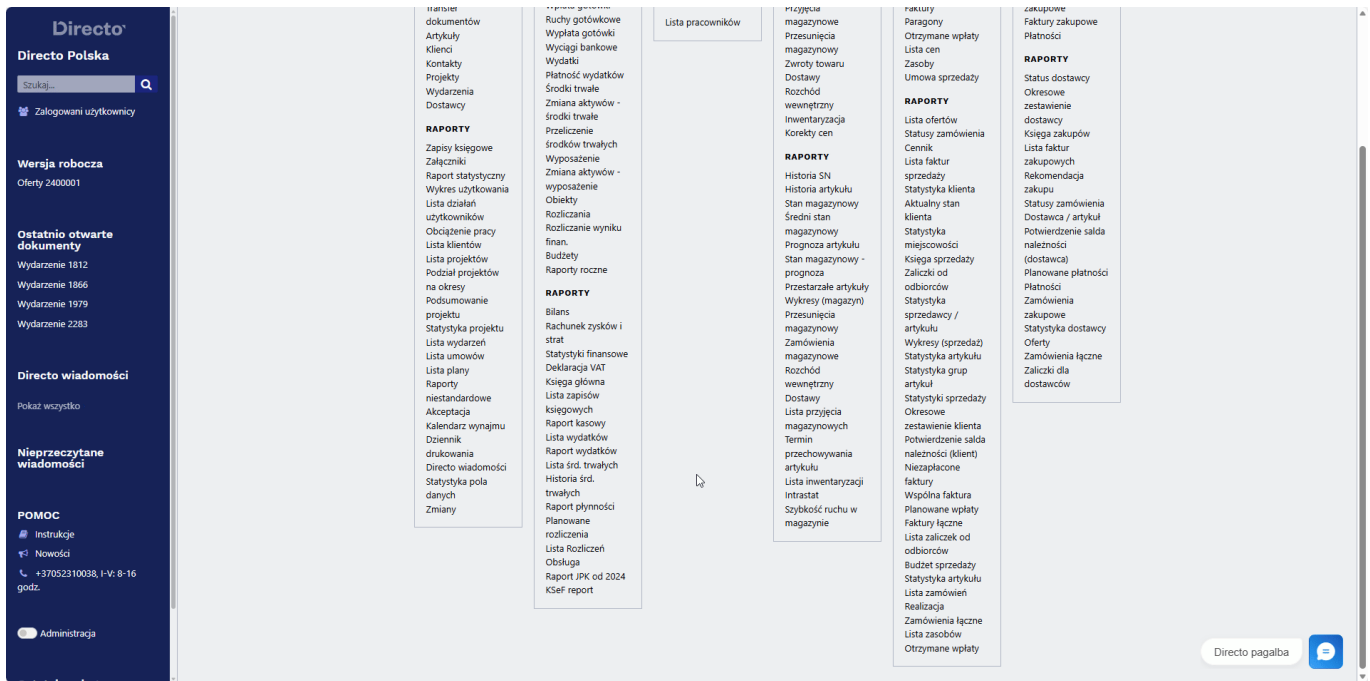 Directo
Directo Polska
Szukaj...
Zalogowani użytkownicy
Wersja robocza
Oferty 2400001
Ostatnio otwarte
dokumenty
Wydarzenie 1812
Wydarzenie 1866
Wydarzenie 1979
Wydarzenie 2283
Directo wiadomości
Pokaż wszystko
Nieprzeczytane
wiadomości
POMOC
Instrukcje
Nowości
+37052310038, I-V: 8-16
godz.
Administracja
Transfer
dokumentów
Artykuły
Klienci
Kontakty
Projekty
Wydarzenia
Dostawcy
RAPORTY
Zapisy księgowe
Załączniki
Raport statystyczny
Wykres użytkowania
Lista działań
użytkowników
Obciążenie pracy
Lista klientów
Lista projektów
Podział projektów
na okresy
Podsumowanie
projektu
Statystyka projektu
Lista wydarzeń
Lista umowów
Lista plany
Raporty
niestandardowe
Akceptacja
Kalendarz wynajmu
Dziennik
drukowania
Directo wiadomości
Statystyka pola
danych
Zmiany
Wpłata gotówki
Ruchy gotówkowe
Wypłata gotówki
Wyciągi bankowe
Wydatki
Płatność wydatków
Środki trwałe
Zmiana aktywów -
środki trwałe
Przeliczenie
środków trwałych
Wyposażenie
Zmiana aktywów -
wyposażenie
Obiekty
Rozliczania
Rozliczanie wyniku
finan.
Budżety
Raporty roczne
RAPORTY
Bilans
Rachunek zysków i
strat
Statystyki finansowe
Deklaracja VAT
Księga główna
Lista zapisów
księgowych
Raport kasowy
Lista wydatków
Raport wydatków
Lista śrd. trwałych
Historia śrd.
trwałych
Raport płynności
Planowane
rozliczenia
Lista Rozliczeń
Obsługa
Raport JPK od 2024
KSeF report
Lista pracowników
Przyjęcia
magazynowe
Przesunięcia
magazynowy
Zwroty towaru
Dostawy
Rozchód
wewnętrzny
Inwentaryzacja
Korekty cen
RAPORTY
Historia SN
Historia artykułu
Stan magazynowy
Średni stan
magazynowy
Prognoza artykułu
Stan magazynowy -
prognoza
Przestarzałe artykuły
Wykresy (magazyn)
Przesunięcia
magazynowy
Zamówienia
magazynowe
Rozchód
wewnętrzny
Dostawy
Lista przyjęcia
magazynowych
Termin
przechowywania
artykułu
Lista inwentaryzacji
Intrastat
Szybkość ruchu w
magazynie
Faktury
Paragony
Otrzymane wpłaty
Lista cen
Zasoby
Umowa sprzedaży
RAPORTY
Lista ofertów
Statusy zamówienia
Cennik
Lista faktur
sprzedaży
Statystyka klienta
Aktualny stan
klienta
Statystyka
miejscowości
Księga sprzedaży
Zaliczki od
odbiorców
Statystyka
sprzedawcy /
artykułu
Wykresy (sprzedaż)
Statystyka artykułu
Statystyka grup
artykuł
Statystyki sprzedaży
Okresowe
zestawienie klienta
Potwierdzenie salda
należności (klient)
Niezapłacone
faktury
Wspólna faktura
Planowane wpłaty
Faktury łączne
Lista zaliczek od
odbiorców
Budżet sprzedaży
Statystyka artykułu
Lista zamówień
Realizacja
Zamówienia łączne
Lista zasobów
Otrzymane wpłaty
zakupowe
Faktury zakupowe
Płatności
RAPORTY
Status dostawcy
Okresowe
zestawienie
dostawcy
Księga zakupów
Lista faktur
zakupowych
Rekomendacja
zakupu
Statusy zamówienia
Dostawca / artykuł
Potwierdzenie salda
należności
(dostawca)
Planowane płatności
Płatności
Zamówienia
zakupowe
Statystyka dostawcy
Oferty
Zamówienia łączne
Zaliczki dla
dostawców
Directo pagalba